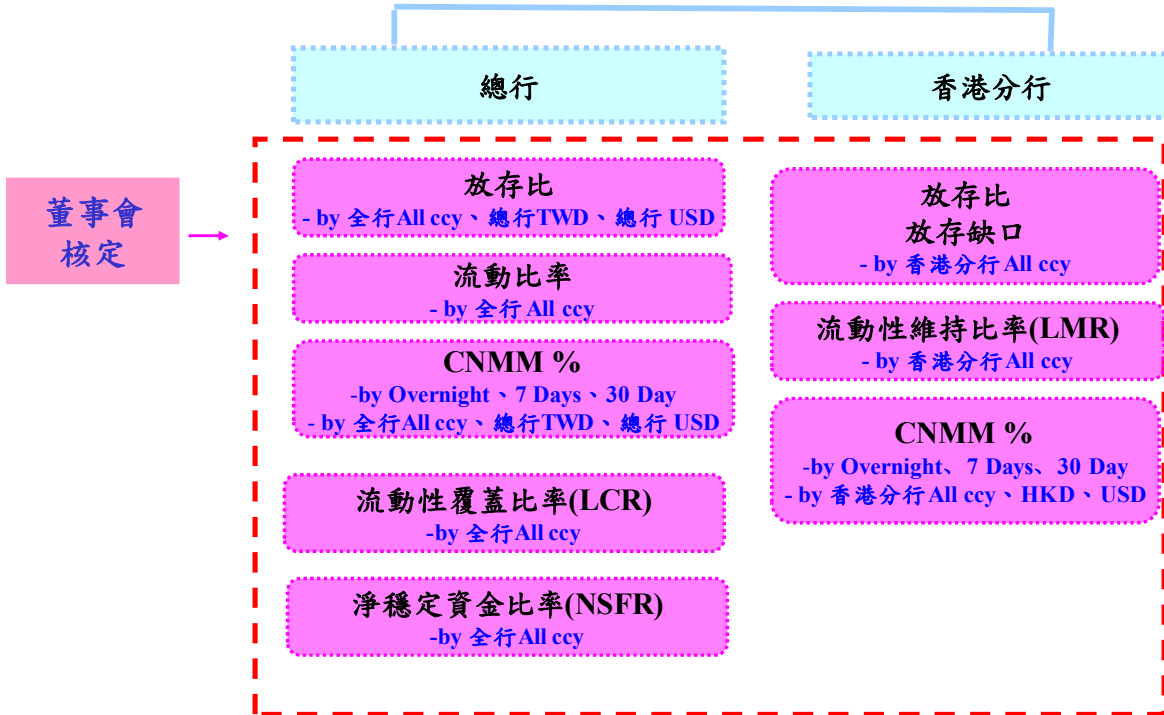 總行
香港分行
董事會
核定
放存比
- by 全行All ccy、總行TWD、總行 USD
流動比率
- by 全行All ccy
CNMM %
-by Overnight、7 Days、30 Day
- by 全行All ccy、總行TWD、總行 USD
流動性覆蓋比率(LCR)
-by 全行All ccy
淨穩定資金比率(NSFR)
-by 全行All ccy
放存比
放存缺口
- by 香港分行All ccy
流動性維持比率(LMR)
- by 香港分行All ccy
CNMM %
-by Overnight、7 Days、30 Day
- by 香港分行All ccy、HKD、USD